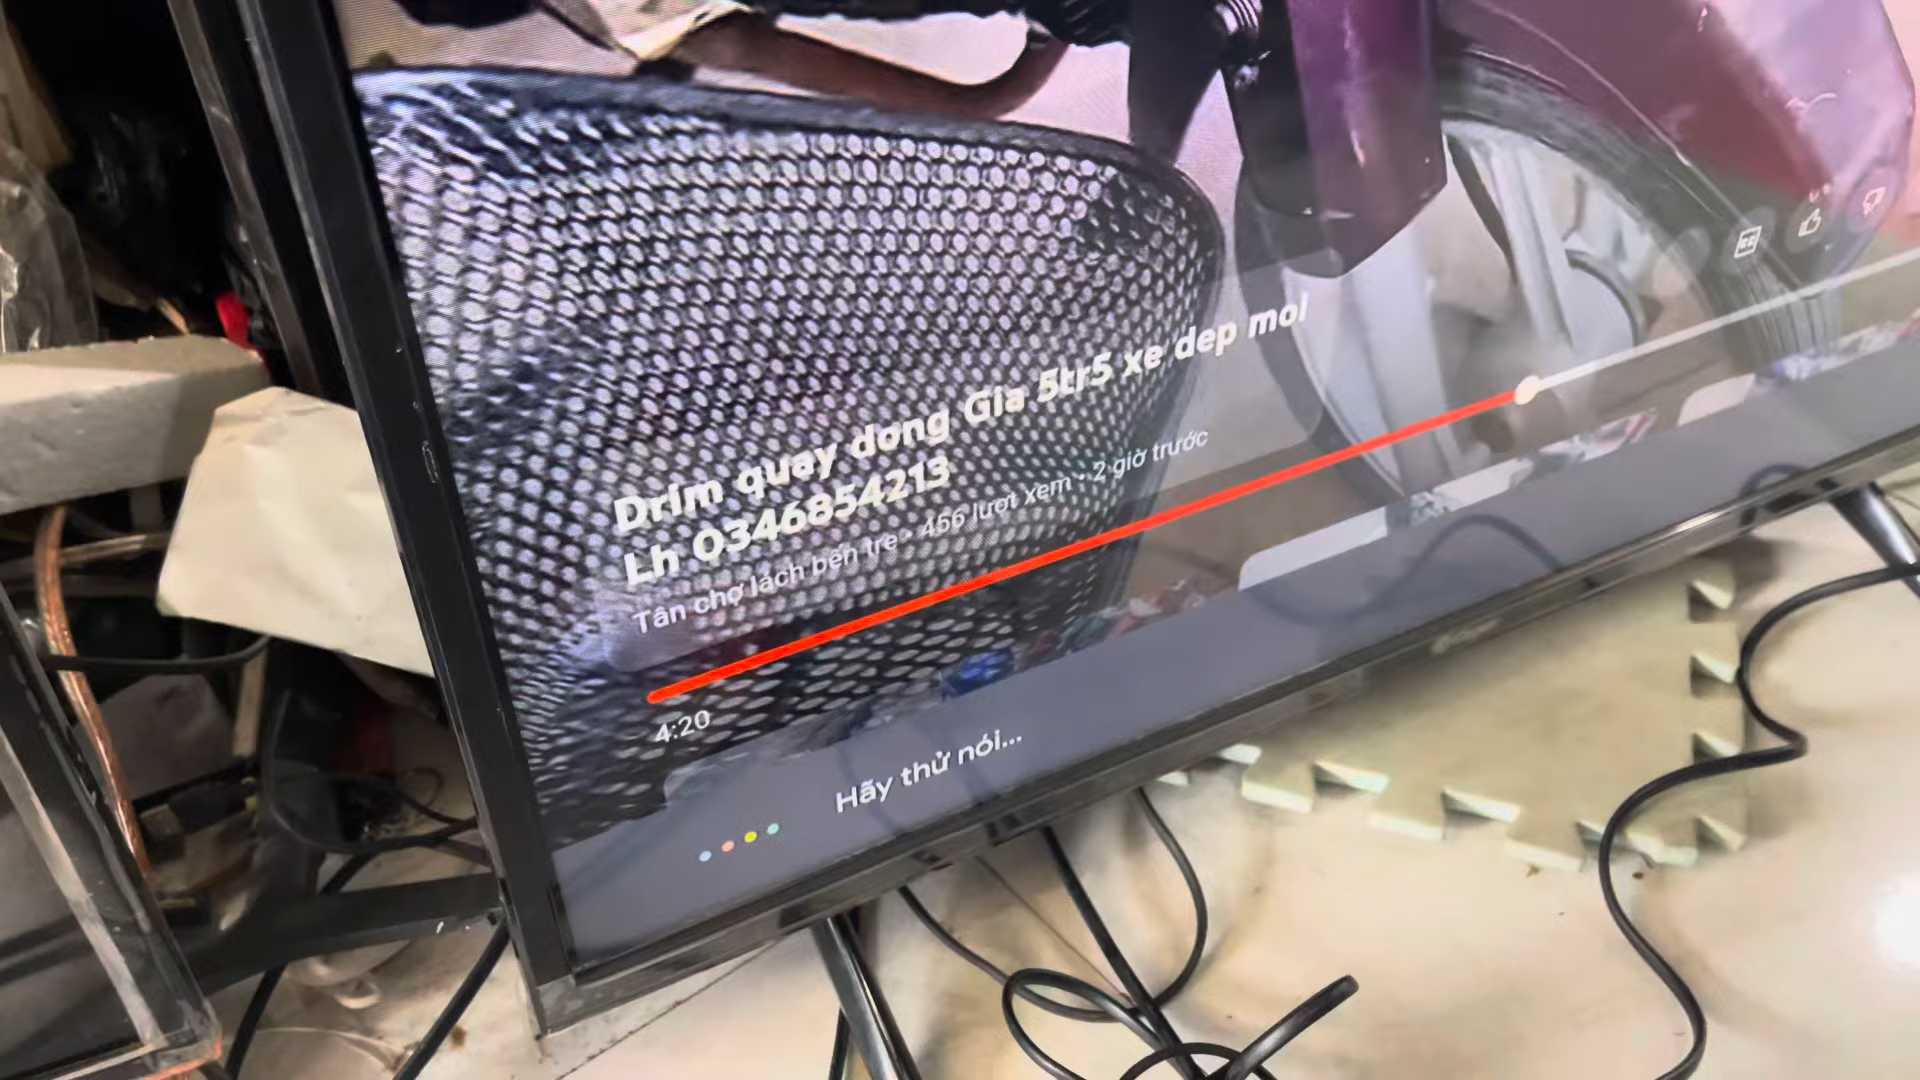 Drim quay dong Gia 5tr5 xe dep moi
Lh 0346854213
Tân chợ lách bến tre • 456 lượt xem • 2 giờ trước
4:20
Hãy thử nói...